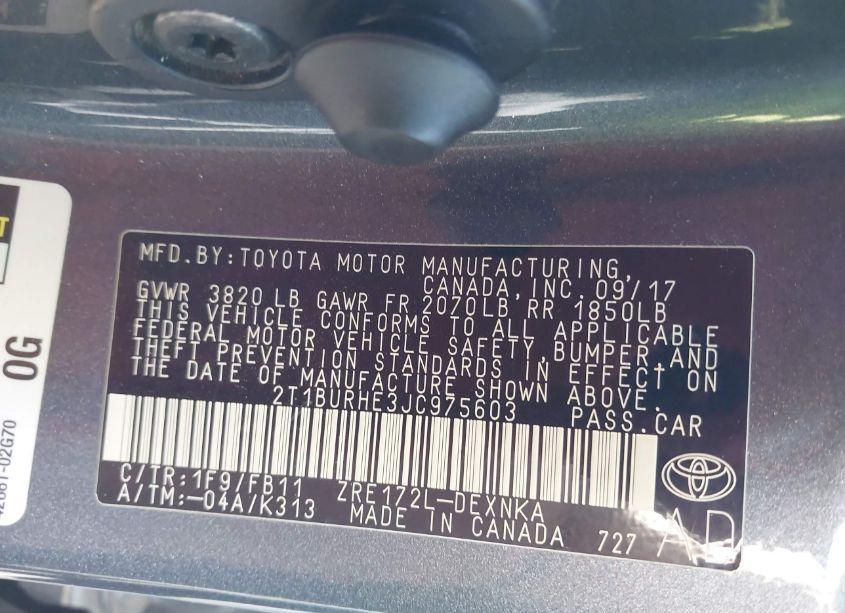 MFD.BY:TOYOTA MOTOR MANUFACTURING,
CANADA, INC. 09/17
GVWR 3820 LB GAWR FR 2070LB RR 1850LB
THIS VEHICLE CONFORMS TO ALL APPLICABLE
FEDERAL MOTOR VEHICLE SAFETY, BUMPER, AND
THEFT PREVENTION STANDARDS IN EFFECT ON
THE DATE OF MANUFACTURE SHOWN ABOVE.
2T1BURHE3JC975603 PASS.CAR
C/TR:1F9/FB11 ZRE172L-DEXNKA
A/TM:-04A/K313 MADE IN CANADA 727
AD
0G